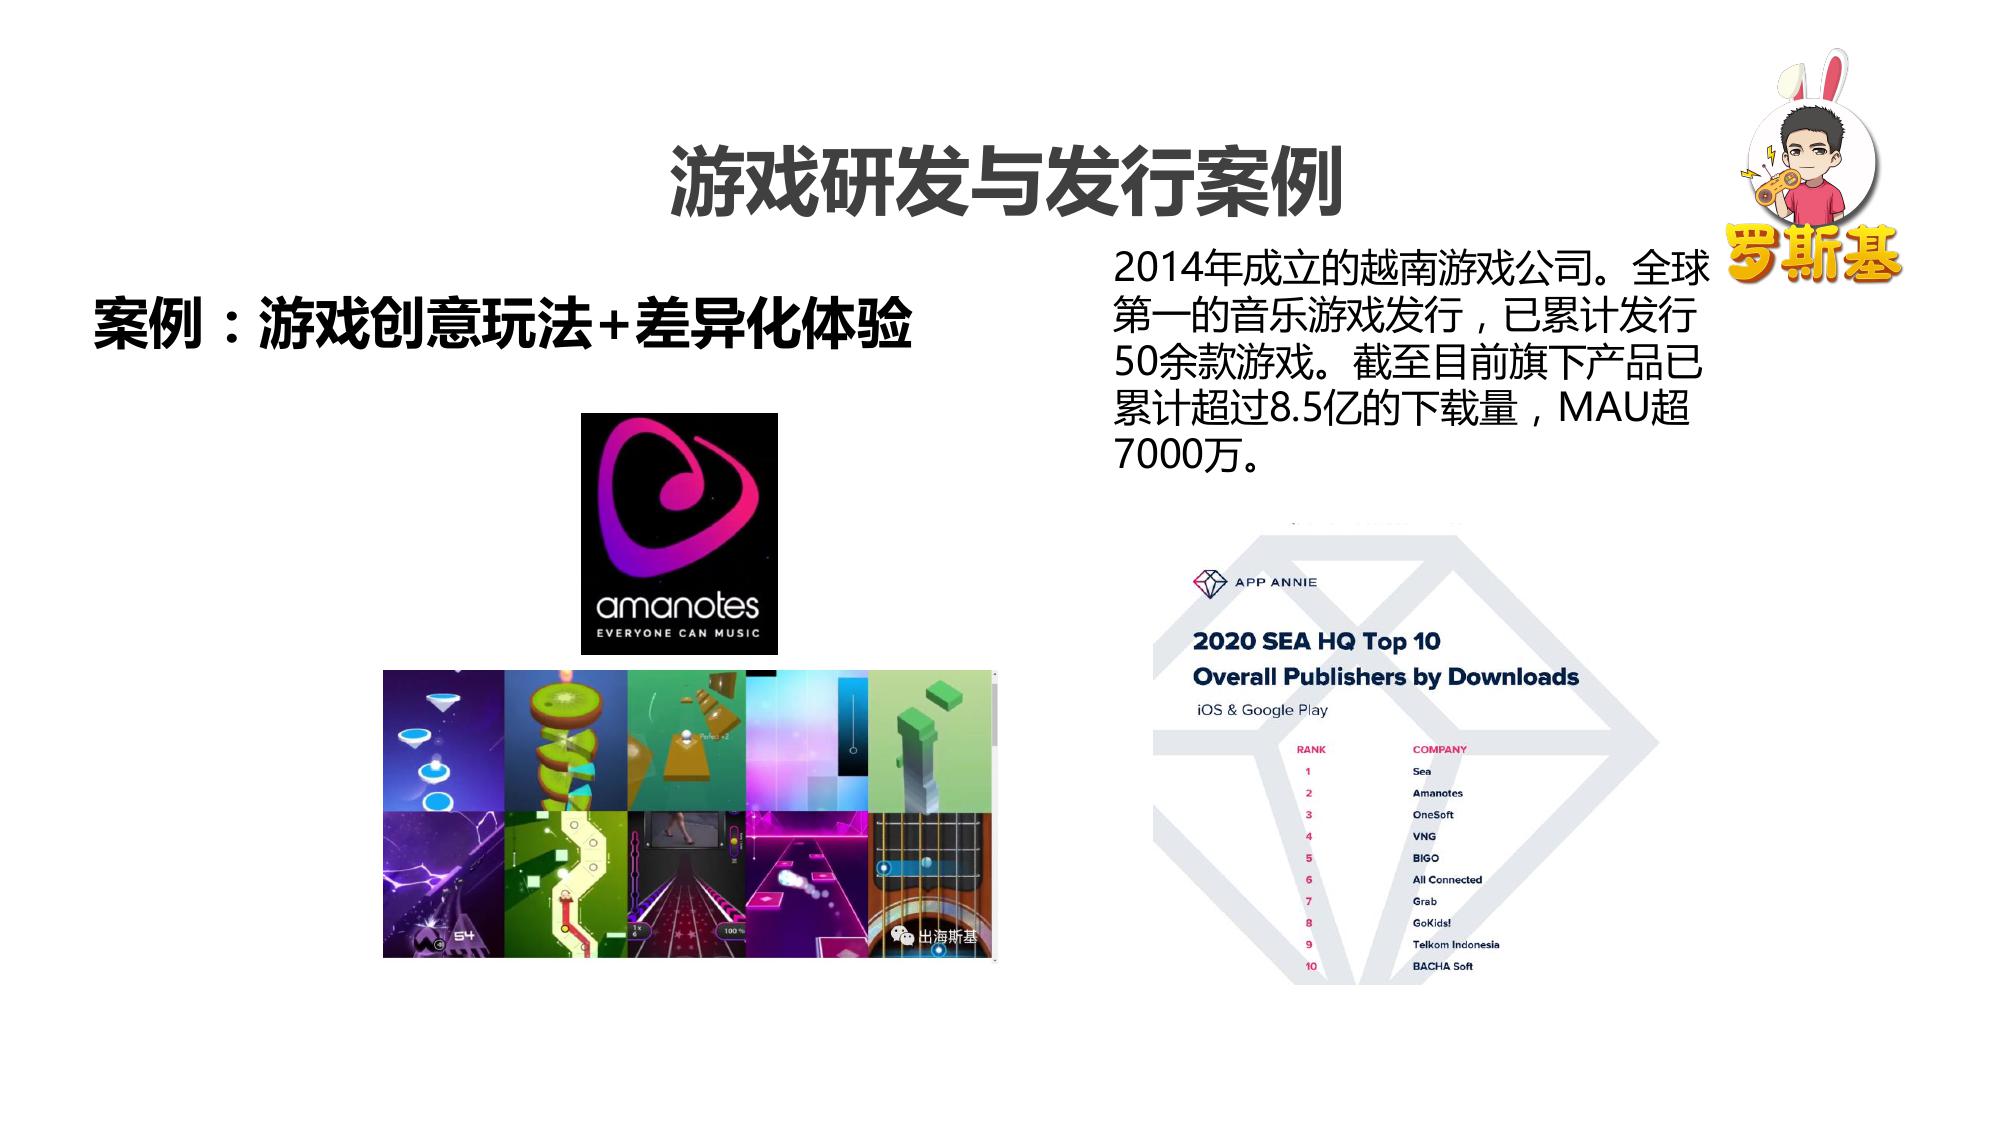 游戏研发与发行案例
罗斯基
案例：游戏创意玩法+差异化体验
2014年成立的越南游戏公司。全球
第一的音乐游戏发行，已累计发行
50余款游戏。截至目前旗下产品已
累计超过8.5亿的下载量，MAU超
7000万。
amanotes
EVERYONE CAN MUSIC
Perfect +2
54
1x
6
100 %
出海斯基
APP ANNIE
2020 SEA HQ Top 10
Overall Publishers by Downloads
iOS & Google Play
RANK COMPANY
1 Sea
2 Amanotes
3 OneSoft
4 VNG
5 BIGO
6 All Connected
7 Grab
8 GoKids!
9 Telkom Indonesia
10 BACHA Soft